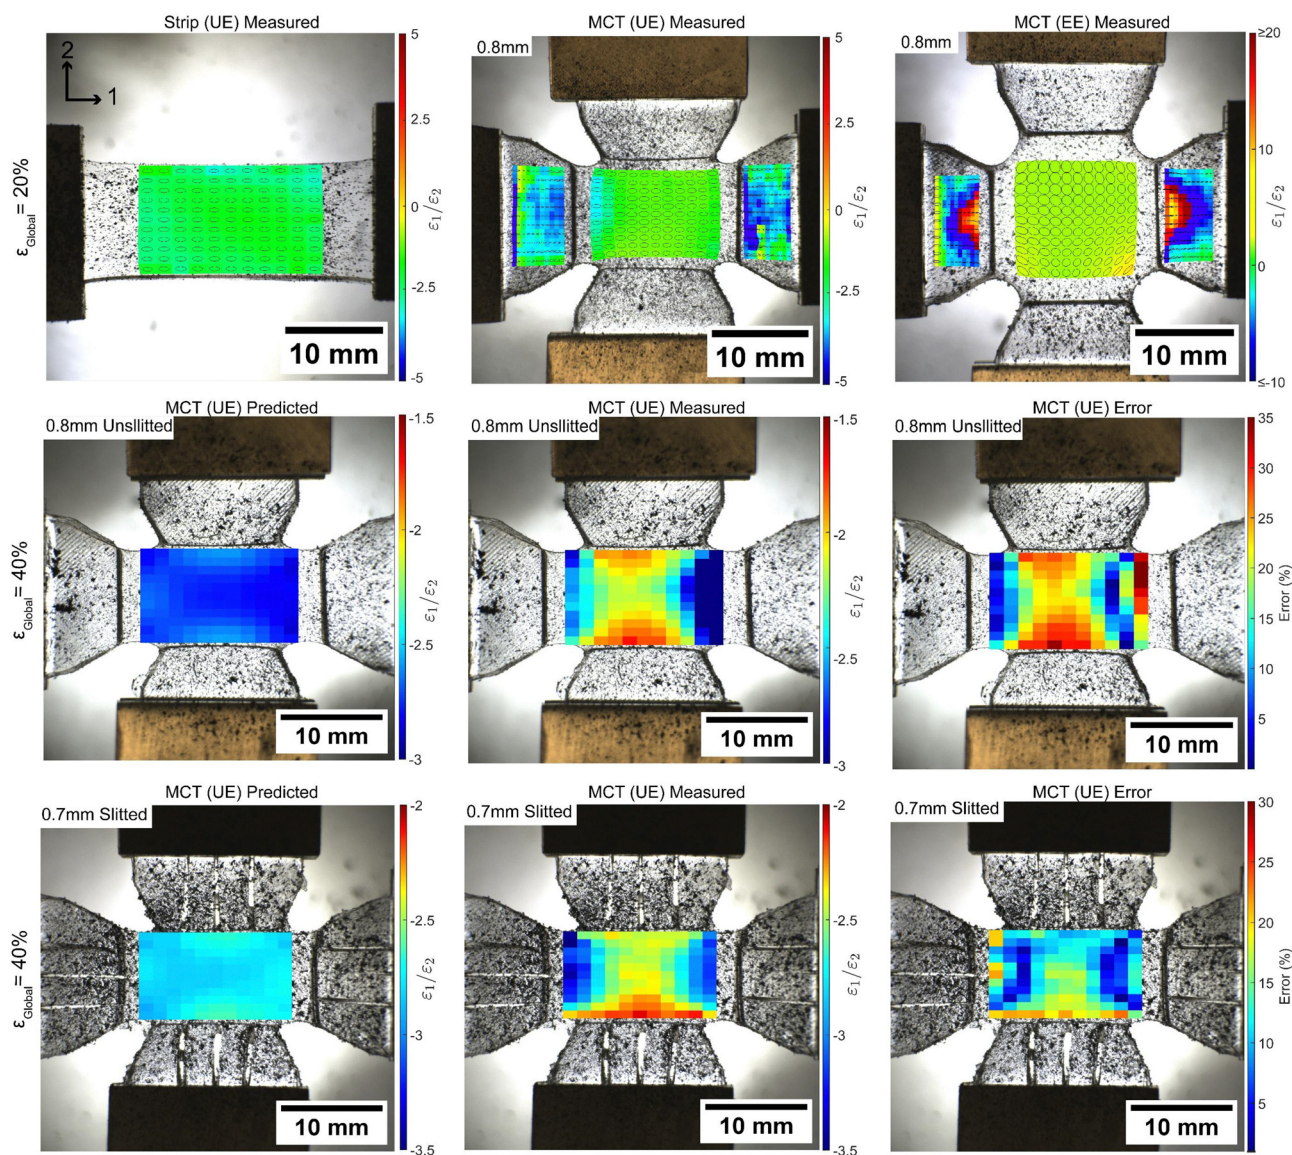 Strip (UE) Measured
MCT (UE) Measured
MCT (EE) Measured
ε Global = 20%
2
1
10 mm
5
2.5
0
-2.5
-5
ε1/ε2
0.8mm
10 mm
5
2.5
0
-2.5
-5
ε1/ε2
0.8mm
10 mm
≥20
10
0
≤-10
ε1/ε2
MCT (UE) Predicted
MCT (UE) Measured
MCT (UE) Error
ε Global = 40%
0.8mm Unsllitted
10 mm
-1.5
-2
-2.5
-3
ε1/ε2
0.8mm Unsllitted
10 mm
-1.5
-2
-2.5
-3
ε1/ε2
0.8mm Unsllitted
10 mm
35
30
25
20
15
10
5
Error (%)
MCT (UE) Predicted
MCT (UE) Measured
MCT (UE) Error
ε Global = 40%
0.7mm Slitted
10 mm
-2
-2.5
-3
-3.5
ε1/ε2
0.7mm Slitted
10 mm
-2
-2.5
-3
-3.5
ε1/ε2
0.7mm Slitted
10 mm
30
25
20
15
10
5
Error (%)